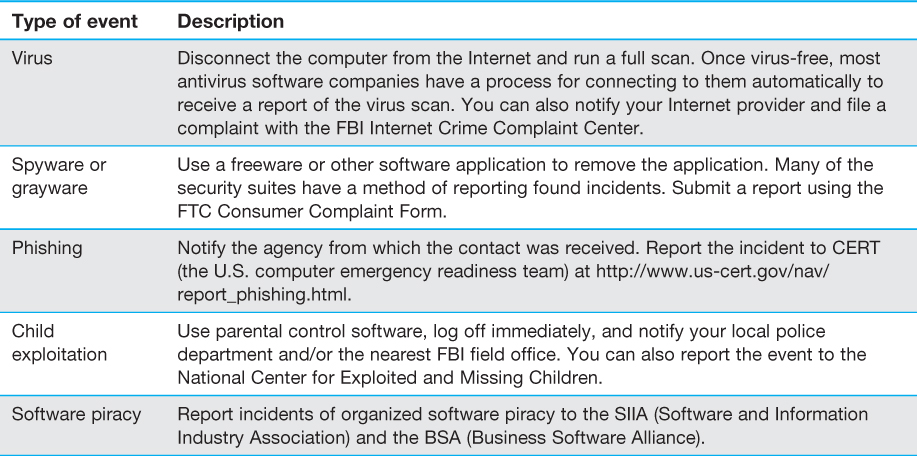 Type of event Description
Virus Disconnect the computer from the Internet and run a full scan. Once virus-free, most
antivirus software companies have a process for connecting to them automatically to
receive a report of the virus scan. You can also notify your Internet provider and file a
complaint with the FBI Internet Crime Complaint Center.
Spyware or Use a freeware or other software application to remove the application. Many of the
grayware security suites have a method of reporting found incidents. Submit a report using the
FTC Consumer Complaint Form.
Phishing Notify the agency from which the contact was received. Report the incident to CERT
(the U.S. computer emergency readiness team) at http://www.us-cert.gov/nav/
report_phishing.html.
Child Use parental control software, log off immediately, and notify your local police
exploitation department and/or the nearest FBI field office. You can also report the event to the
National Center for Exploited and Missing Children.
Software piracy Report incidents of organized software piracy to the SIIA (Software and Information
Industry Association) and the BSA (Business Software Alliance).